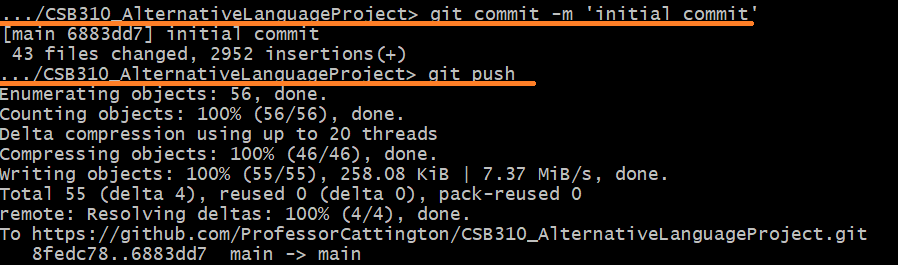 .../CSB310_AlternativeLanguageProject> git commit -m 'initial commit'
[main 6883dd7] initial commit
 43 files changed, 2952 insertions(+)
.../CSB310_AlternativeLanguageProject> git push
Enumerating objects: 56, done.
Counting objects: 100% (56/56), done.
Delta compression using up to 20 threads
Compressing objects: 100% (46/46), done.
Writing objects: 100% (55/55), 258.08 KiB | 7.37 MiB/s, done.
Total 55 (delta 4), reused 0 (delta 0), pack-reused 0
remote: Resolving deltas: 100% (4/4), done.
To https://github.com/ProfessorCattington/CSB310_AlternativeLanguageProject.git
   8fedc78..6883dd7  main -> main